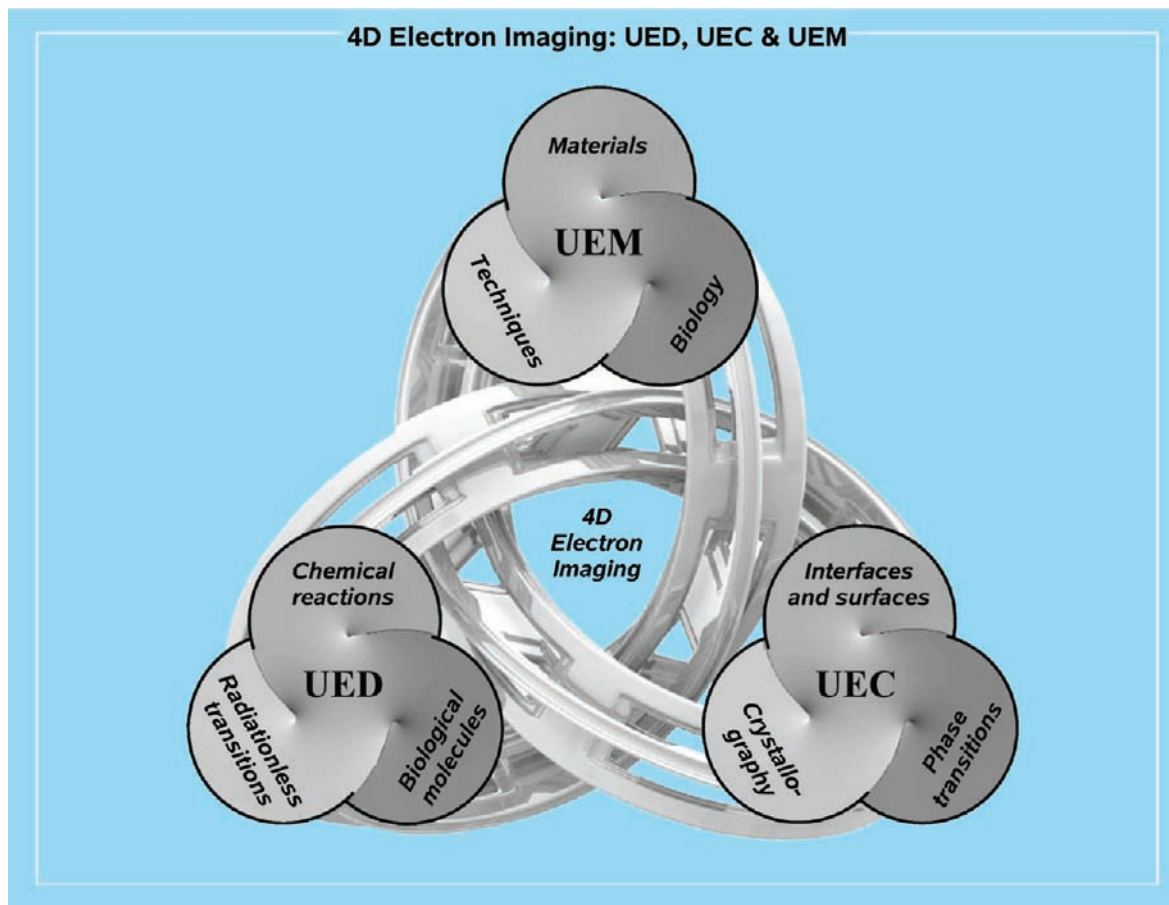 4D Electron Imaging: UED, UEC & UEM
Materials
UEM
Techniques
Biology
4D
Electron
Imaging
Chemical
reactions
UED
Radiationless
transitions
Biological
molecules
Interfaces
and surfaces
UEC
Crystallo-
graphy
Phase
transitions